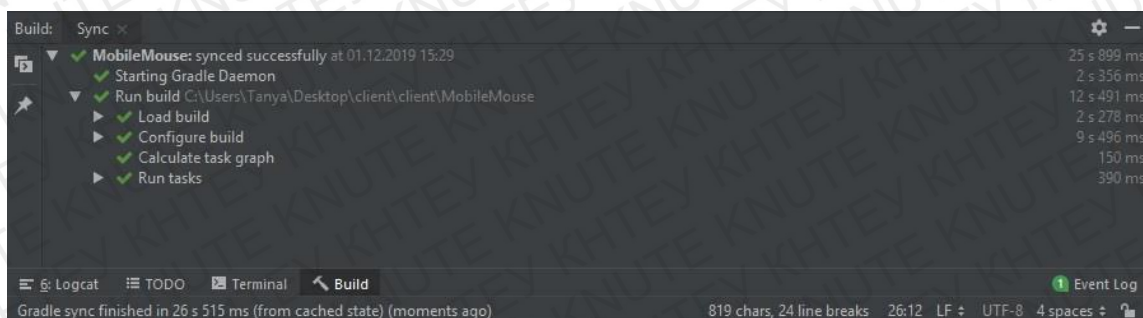 Build: Sync ×
MobileMouse: synced successfully at 01.12.2019 15:29 25 s 899 ms
Starting Gradle Daemon 2 s 356 ms
Run build C:\Users\Tanya\Desktop\client\client\MobileMouse 12 s 491 ms
Load build 2 s 278 ms
Configure build 9 s 496 ms
Calculate task graph 150 ms
Run tasks 390 ms
6: Logcat TODO Terminal Build 1 Event Log
Gradle sync finished in 26 s 515 ms (from cached state) (moments ago) 819 chars, 24 line breaks 26:12 LF UTF-8 4 spaces